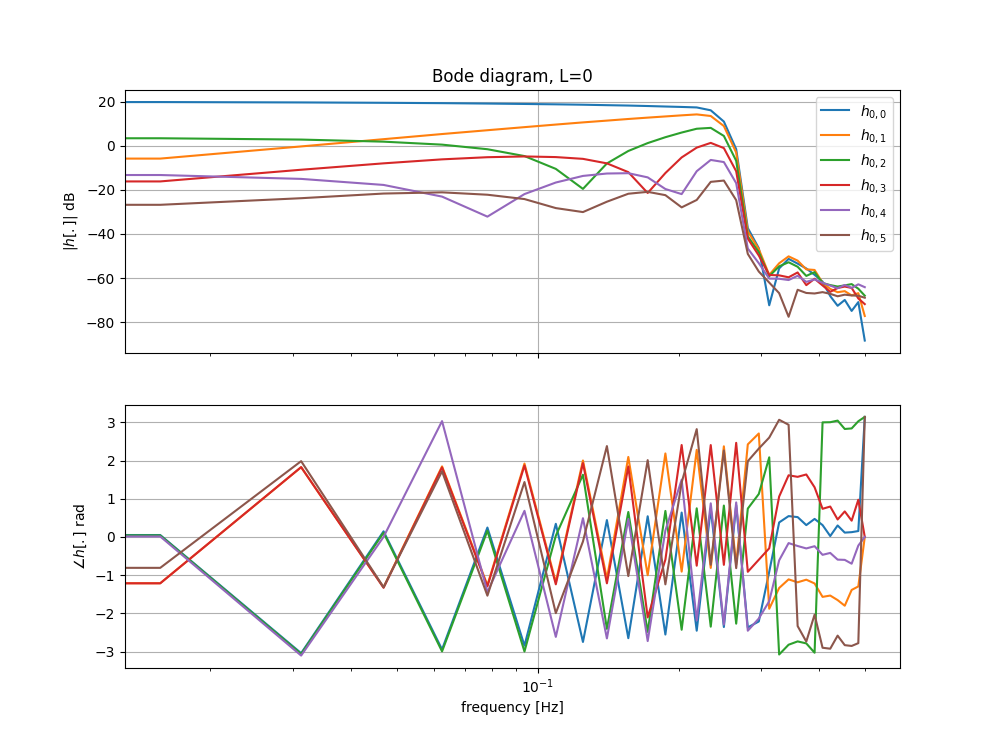 Bode diagram, L=0
|h[.]| dB
20
0
−20
−40
−60
−80
h0,0
h0,1
h0,2
h0,3
h0,4
h0,5
∠h[.] rad
3
2
1
0
−1
−2
−3
10−1
frequency [Hz]